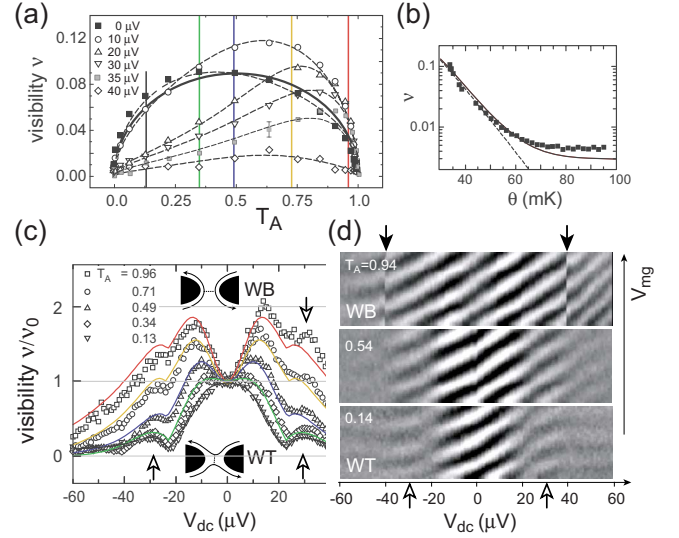 (a)
visibility ν
0.12
0.08
0.04
0.00
0 μV
10 μV
20 μV
30 μV
35 μV
40 μV
0.0 0.25 0.5 0.75 1.0
T_A
(b)
ν
0.1
0.01
40 60 80 100
θ (mK)
(c)
visibility ν/ν₀
2
1
0
T_A = 0.96
0.71
0.49
0.34
0.13
WB
WT
-60 -40 -20 0 20
V_dc (μV)
(d)
T_A=0.94
WB
0.54
0.14
WT
V_mg
-60 -40 -20 0 20 40 60
V_dc (μV)